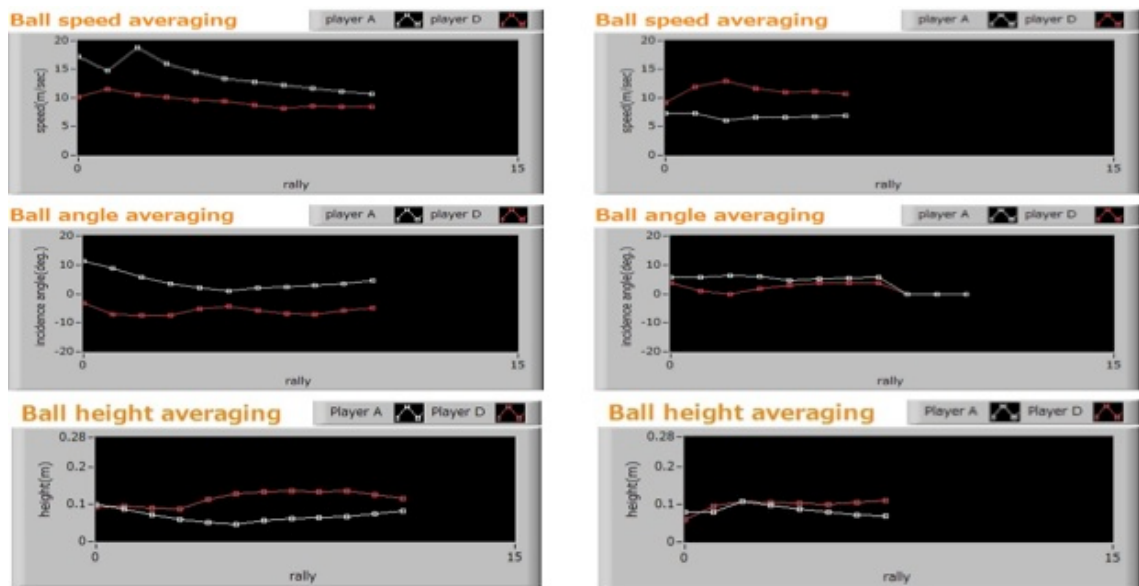 Ball speed averaging player A player D
20
15
10
5
0
speed(m/sec)
0 15
rally
Ball speed averaging player A player D
20
15
10
5
0
speed(m/sec)
0 15
rally
Ball angle averaging player A player D
20
10
0
-10
-20
incidence angle(deg.)
0 15
rally
Ball angle averaging player A player D
20
10
0
-10
-20
incidence angle(deg.)
0 15
rally
Ball height averaging Player A Player D
0.28
0.2
0.1
0
height(m)
0 15
rally
Ball height averaging Player A Player D
0.28
0.2
0.1
0
height(m)
0 15
rally